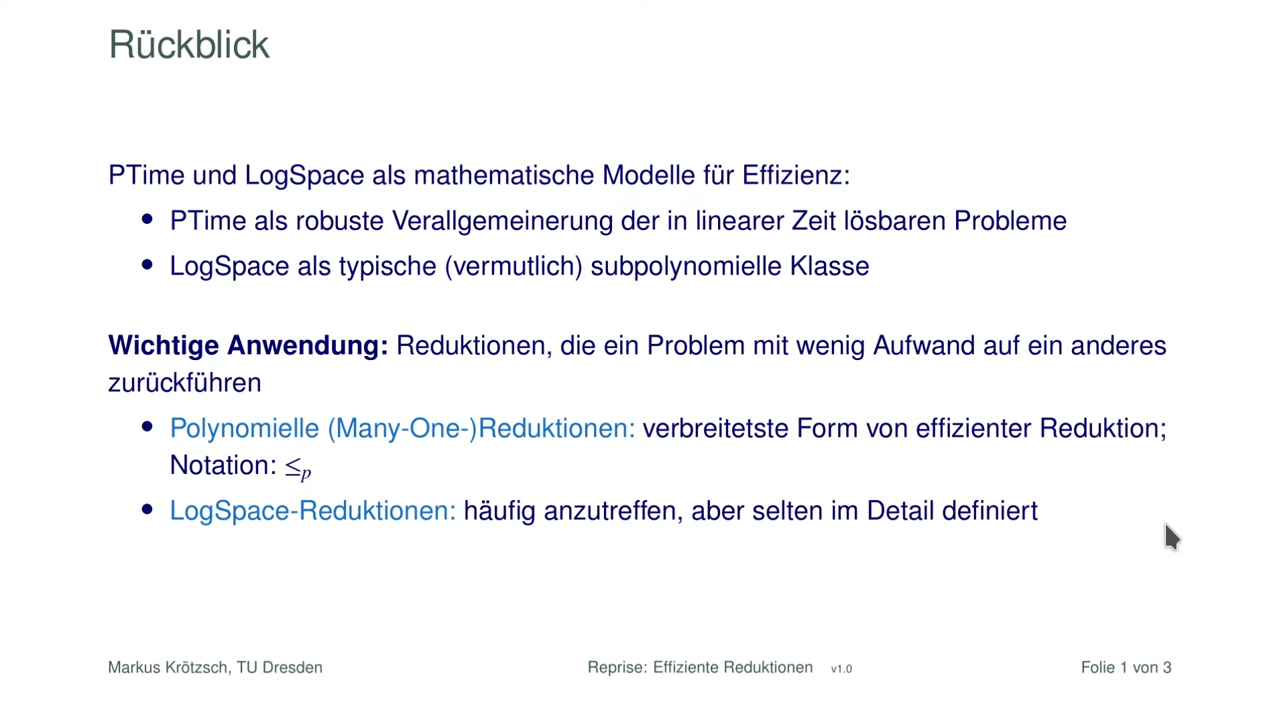 Rückblick
PTime und LogSpace als mathematische Modelle für Effizienz:
• PTime als robuste Verallgemeinerung der in linearer Zeit lösbaren Probleme
• LogSpace als typische (vermutlich) subpolynomielle Klasse
Wichtige Anwendung: Reduktionen, die ein Problem mit wenig Aufwand auf ein anderes
zurückführen
• Polynomielle (Many-One-)Reduktionen: verbreitetste Form von effizienter Reduktion;
Notation: ≤p
• LogSpace-Reduktionen: häufig anzutreffen, aber selten im Detail definiert
Markus Krötzsch, TU Dresden Reprise: Effiziente Reduktionen v1.0 Folie 1 von 3